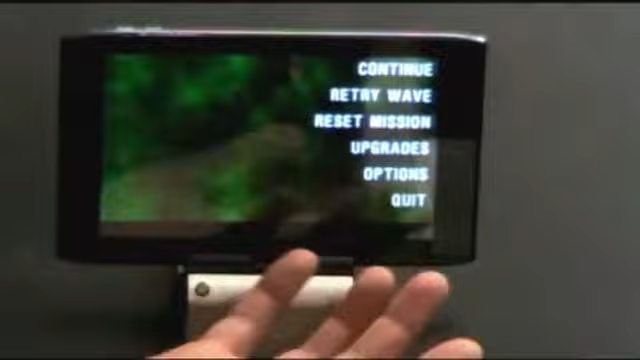 CONTINUE
RETRY WAVE
RESET MISSION
UPGRADES
OPTIONS
QUIT